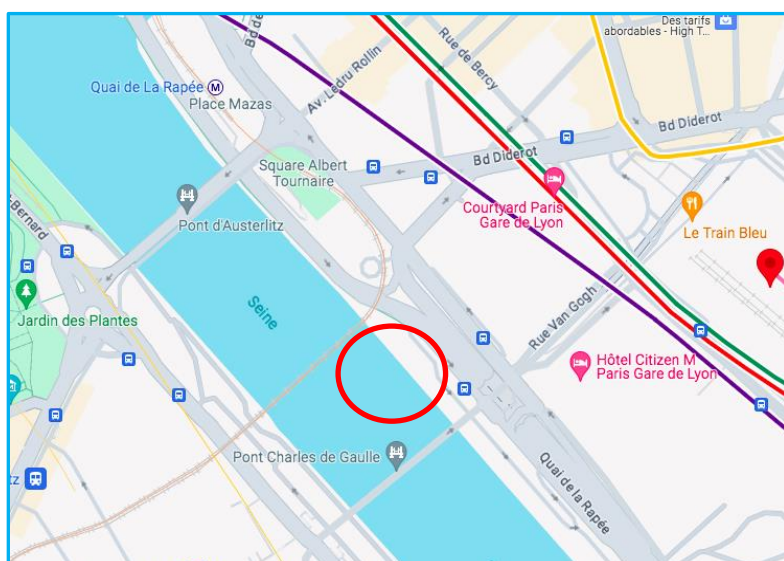 Des tarifs
abordables - High T...
Bd de
Rue de Bercy
Av. Ledru Rollin
Quai de La Rapée M
Place Mazas
Bd Diderot
Bd Diderot
Square Albert
Tournaire
Courtyard Paris
Gare de Lyon
Le Train Bleu
Pont d'Austerlitz
-Bernard
Jardin des Plantes
Seine
Rue Van Gogh
Hôtel Citizen M
Paris Gare de Lyon
Pont Charles de Gaulle
Quai de la Rapée
tz